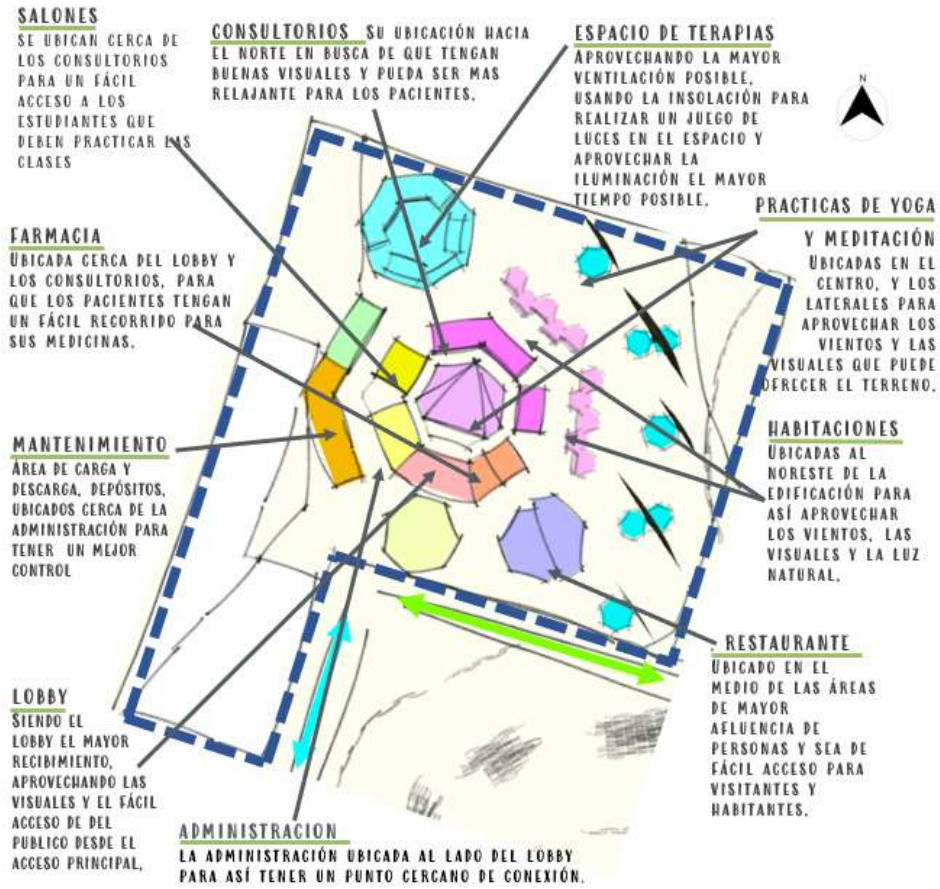 SALONES
SE UBICAN CERCA DE
LOS CONSULTORIOS
PARA UN FÁCIL
ACCESO A LOS
ESTUDIANTES QUE
DEBEN PRACTICAR LAS
CLASES
CONSULTORIOS SU UBICACIÓN HACIA
EL NORTE EN BUSCA DE QUE TENGAN
BUENAS VISUALES Y PUEDA SER MAS
RELAJANTE PARA LOS PACIENTES.
ESPACIO DE TERAPIAS
APROVECHANDO LA MAYOR
VENTILACIÓN POSIBLE,
USANDO LA INSOLACIÓN PARA
REALIZAR UN JUEGO DE
LUCES EN EL ESPACIO Y
APROVECHAR LA
ILUMINACIÓN EL MAYOR
TIEMPO POSIBLE.
N
PRACTICAS DE YOGA
Y MEDITACIÓN
UBICADAS EN EL
CENTRO, Y LOS
LATERALES PARA
APROVECHAR LOS
VIENTOS Y LAS
VISUALES QUE PUEDE
OFRECER EL TERRENO.
FARMACIA
UBICADA CERCA DEL LOBBY Y
LOS CONSULTORIOS, PARA
QUE LOS PACIENTES TENGAN
UN FÁCIL RECORRIDO PARA
SUS MEDICINAS.
MANTENIMIENTO
ÁREA DE CARGA Y
DESCARGA, DEPÓSITOS,
UBICADOS CERCA DE LA
ADMINISTRACIÓN PARA
TENER UN MEJOR
CONTROL
HABITACIONES
UBICADAS AL
NORESTE DE LA
EDIFICACIÓN PARA
ASÍ APROVECHAR
LOS VIENTOS, LAS
VISUALES Y LA LUZ
NATURAL.
RESTAURANTE
UBICADO EN EL
MEDIO DE LAS ÁREAS
DE MAYOR
AFLUENCIA DE
PERSONAS Y SEA DE
FÁCIL ACCESO PARA
VISITANTES Y
HABITANTES.
LOBBY
SIENDO EL
LOBBY EL MAYOR
RECIBIMIENTO,
APROVECHANDO LAS
VISUALES Y EL FÁCIL
ACCESO DE DEL
PUBLICO DESDE EL
ACCESO PRINCIPAL.
ADMINISTRACION
LA ADMINISTRACIÓN UBICADA AL LADO DEL LOBBY
PARA ASÍ TENER UN PUNTO CERCANO DE CONEXIÓN.